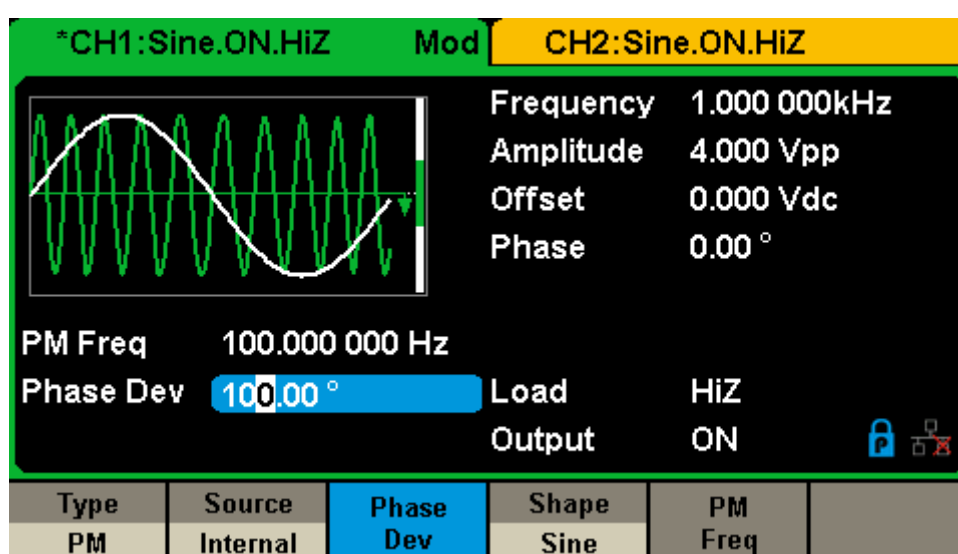 *CH1:Sine.ON.HiZ Mod CH2:Sine.ON.HiZ
Frequency 1.000 000kHz
Amplitude 4.000 Vpp
Offset 0.000 Vdc
Phase 0.00 °
PM Freq 100.000 000 Hz
Phase Dev 100.00 °
Load HiZ
Output ON
P
Type Source Phase Shape PM
PM Internal Dev Sine Freq